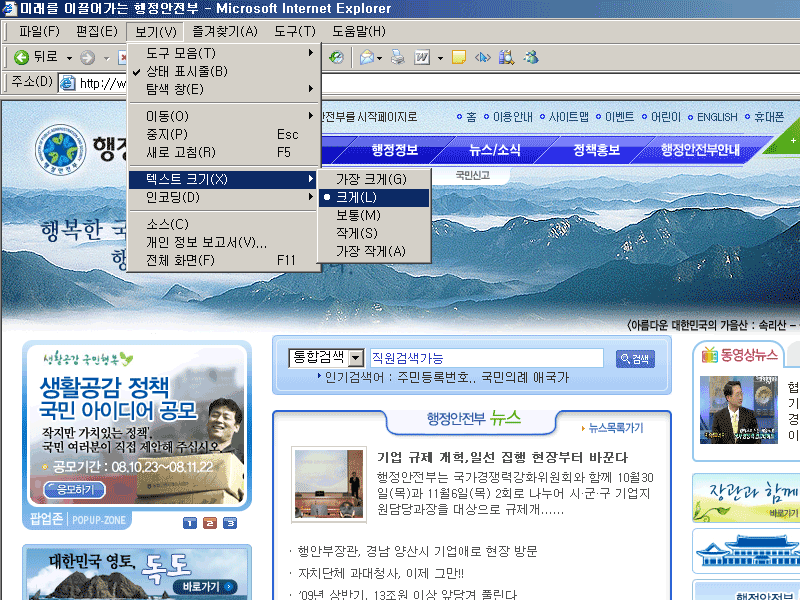 미래를 이끌어가는 행정안전부 - Microsoft Internet Explorer
파일(F) 편집(E) 보기(V) 즐겨찾기(A) 도구(T) 도움말(H)
뒤로
주소(D) http://w
도구 모음(T)
상태 표시줄(B)
탐색 창(E)
이동(O)
중지(P) Esc
새로 고침(R) F5
텍스트 크기(X)
인코딩(D)
소스(C)
개인 정보 보고서(V)...
전체 화면(F) F11
가장 크게(G)
크게(L)
보통(M)
작게(S)
가장 작게(A)
전부를 시작페이지로 홈 이용안내 사이트맵 이벤트 어린이 ENGLISH 휴대폰
행정
행정정보 뉴스/소식 정책홍보 행정안전부안내
국민신고
행복한 국
행
<아름다운 대한민국의 가을산 : 속리산 -
생활공감 국민행복
생활공감 정책
국민 아이디어 공모
작지만 가치있는 정책,
국민 여러분이 직접 제안해 주십시오
공모기간 : 08.10.23~08.11.22
응모하기
팝업존 POPUP-ZONE
1 2 3
대한민국 영토, 독도
바로가기
통합검색 직원검색가능 검색
인기검색어 : 주민등록번호.. 국민의례 애국가
행정안전부 뉴스
뉴스목록가기
기업 규제 개혁,일선 집행 현장부터 바꾼다
행정안전부는 국가경쟁력강화위원회와 함께 10월30
일(목)과 11월6일(목) 2회로 나누어 시·군·구 기업지
원담당과장을 대상으로 규제개......
· 행안부장관, 경남 양산시 기업애로 현장 방문
· 자치단체 과대청사, 이제 그만!!
· '09년 상반기, 13조원 이상 앞당겨 풀린다
동영상뉴스
협
기
경
이
장관과 함께
바로가기
행정안전부